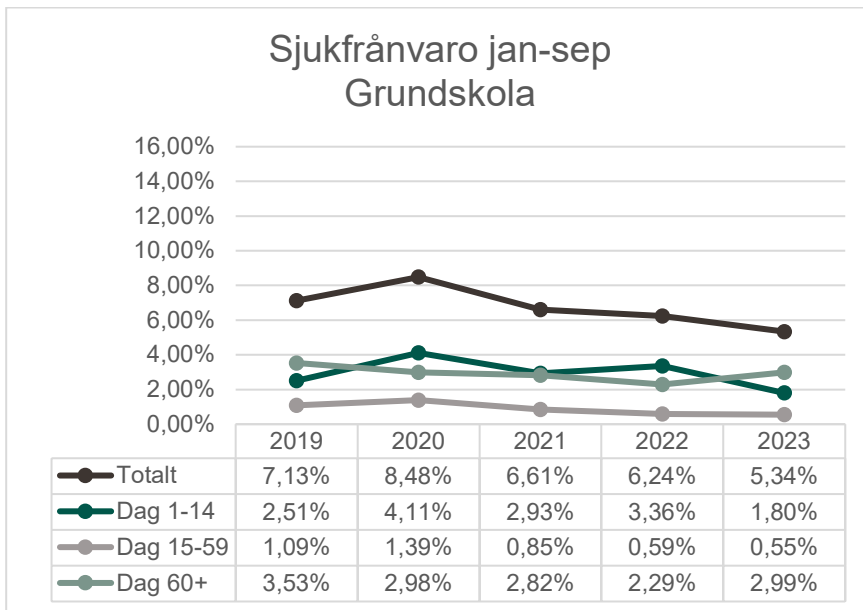 Sjukfrånvaro jan-sep
Grundskola
16,00%
14,00%
12,00%
10,00%
8,00%
6,00%
4,00%
2,00%
0,00%
2019 2020 2021 2022 2023
Totalt 7,13% 8,48% 6,61% 6,24% 5,34%
Dag 1-14 2,51% 4,11% 2,93% 3,36% 1,80%
Dag 15-59 1,09% 1,39% 0,85% 0,59% 0,55%
Dag 60+ 3,53% 2,98% 2,82% 2,29% 2,99%